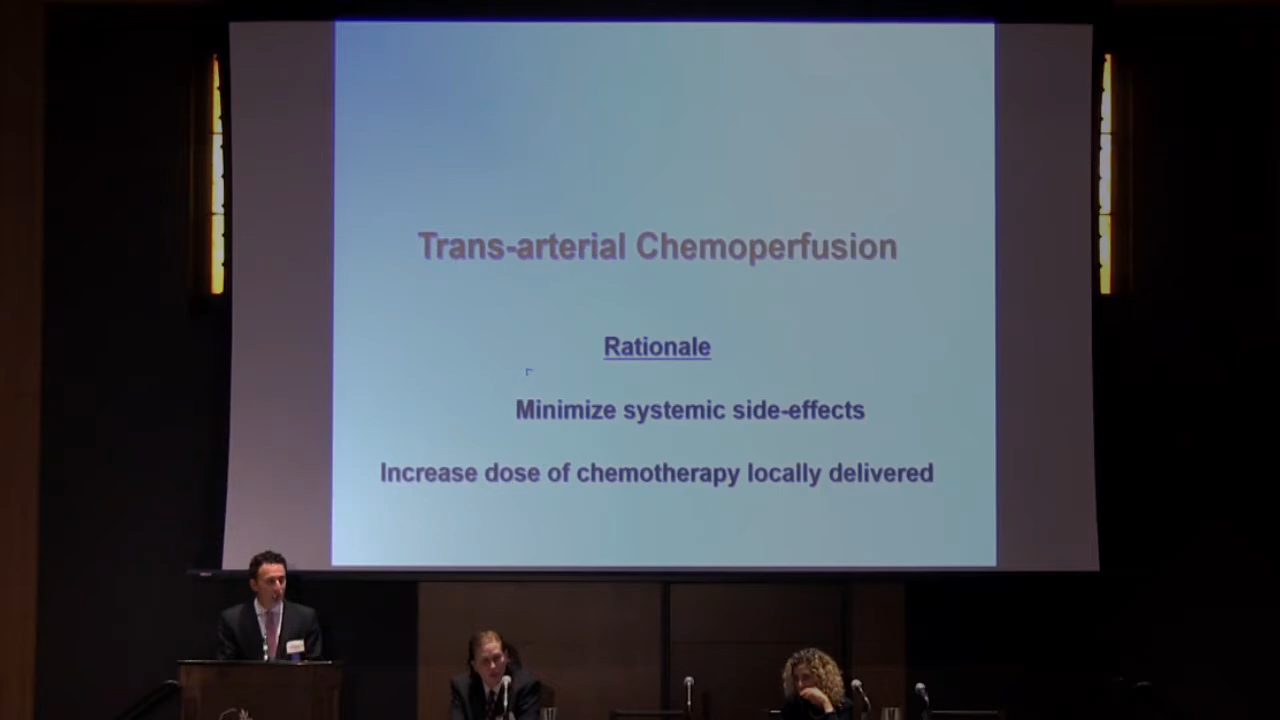 Trans-arterial Chemoperfusion
Rationale
Minimize systemic side-effects
Increase dose of chemotherapy locally delivered